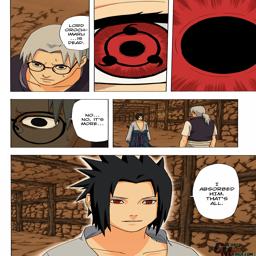 LORD
OROCHI-
MARU
...IS
DEAD.
NO...
NO, IT'S
MORE...
I
ABSORBED
HIM.
THAT'S
ALL.